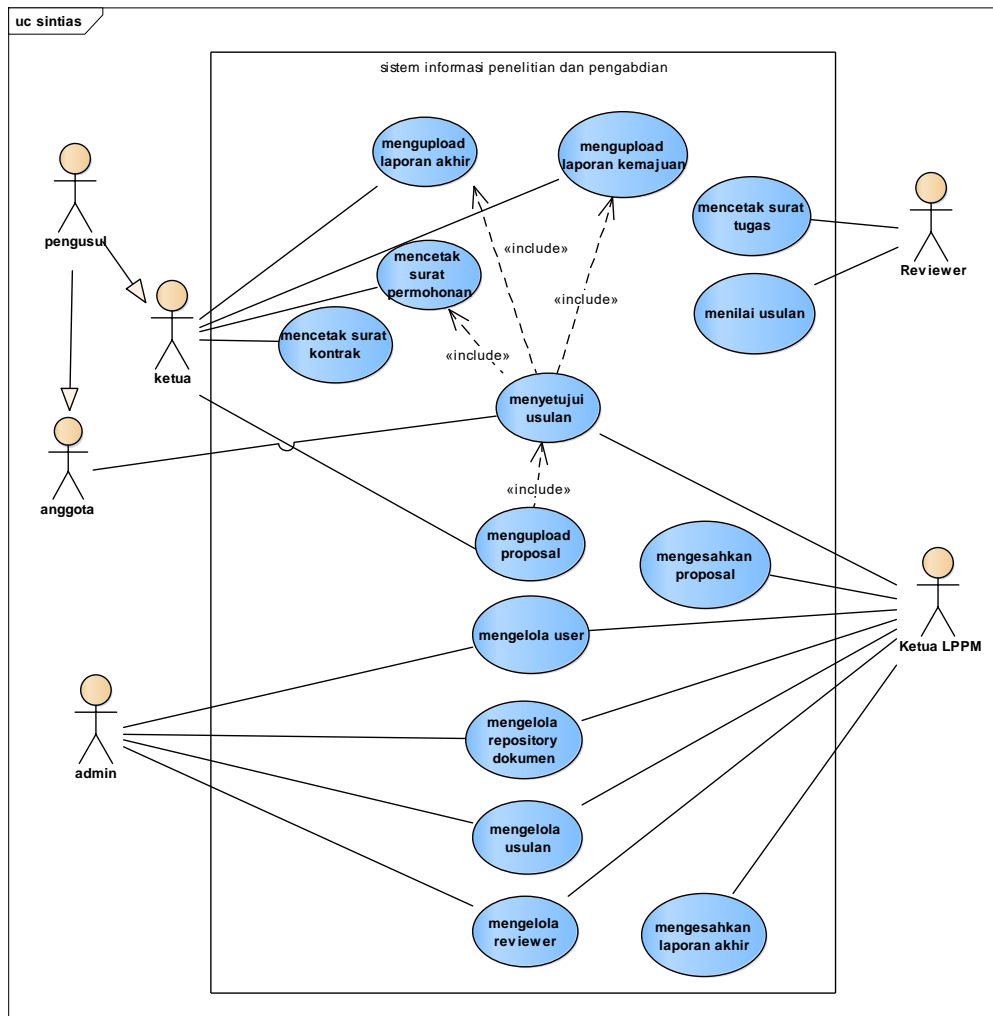 uc sintias
sistem informasi penelitian dan pengabdian
mengupload
laporan akhir
mengupload
laporan kemajuan
pengusul
mencetak surat
tugas
Reviewer
«include»
mencetak
surat
permohonan
«include»
menilai usulan
mencetak surat
kontrak
ketua
«include»
menyetujui
usulan
anggota
«include»
mengupload
proposal
mengesahkan
proposal
mengelola user
Ketua LPPM
mengelola
repository
dokumen
admin
mengelola
usulan
mengelola
reviewer
mengesahkan
laporan akhir